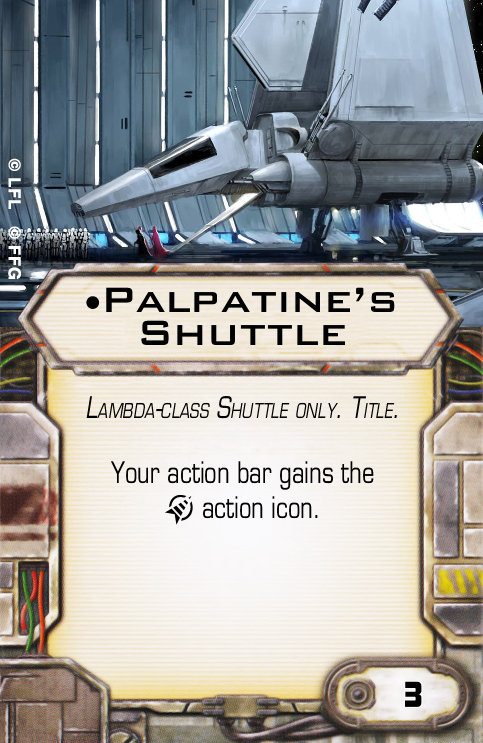 © LFL © FFG
•PALPATINE'S
SHUTTLE
LAMBDA-CLASS SHUTTLE ONLY. TITLE.
Your action bar gains the
action icon.
3